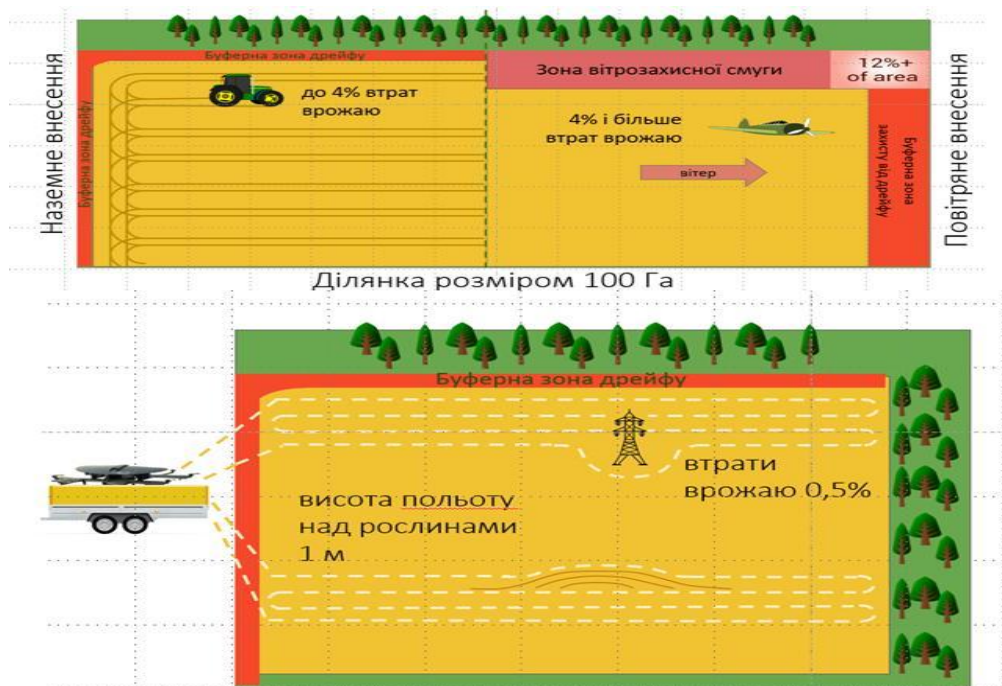 Наземне внесення
Буферна зона дрейфу
Буферна зона дрейфу
до 4% втрат
врожаю
Зона вітрозахисної смуги
12%+
of area
4% і більше
втрат врожаю
вітер
Буферна зона
захисту від дрейфу
Повітряне внесення
Ділянка розміром 100 Га
Буферна зона дрейфу
втрати
врожаю 0,5%
висота польоту
над рослинами
1 м